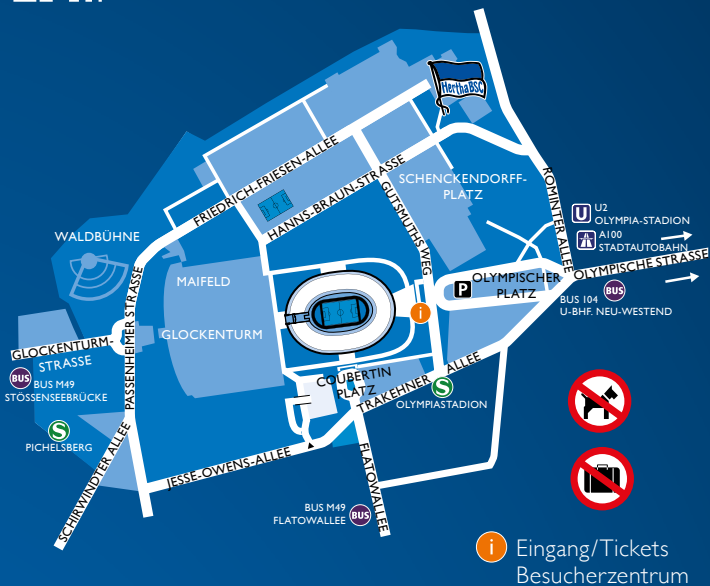 HerthaBSC
FRIEDRICH-FRIESEN-ALLEE
HANNS-BRAUN-STRASSE
GUTSMUTHS WEG
SCHENCKENDORFF-
PLATZ
ROMINTER ALLEE
U
U2
OLYMPIA-STADION
A100
STADTAUTOBAHN
OLYMPISCHE STRASSE
WALDBÜHNE
MAIFELD
P
OLYMPISCHER
PLATZ
BUS
BUS 104
U-BHF. NEU-WESTEND
i
GLOCKENTURM
PASSENHEIMER STRASSE
GLOCKENTURM-
STRASSE
BUS
BUS M49
STÖSSENSEEBRÜCKE
COUBERTIN
PLATZ
TRAKEHNER ALLEE
S
OLYMPIASTADION
S
PICHELSBERG
SCHIRWINDTER ALLEE
JESSE-OWENS-ALLEE
FLATOWALLEE
BUS M49
FLATOWALLEE
BUS
i
Eingang/Tickets
Besucherzentrum